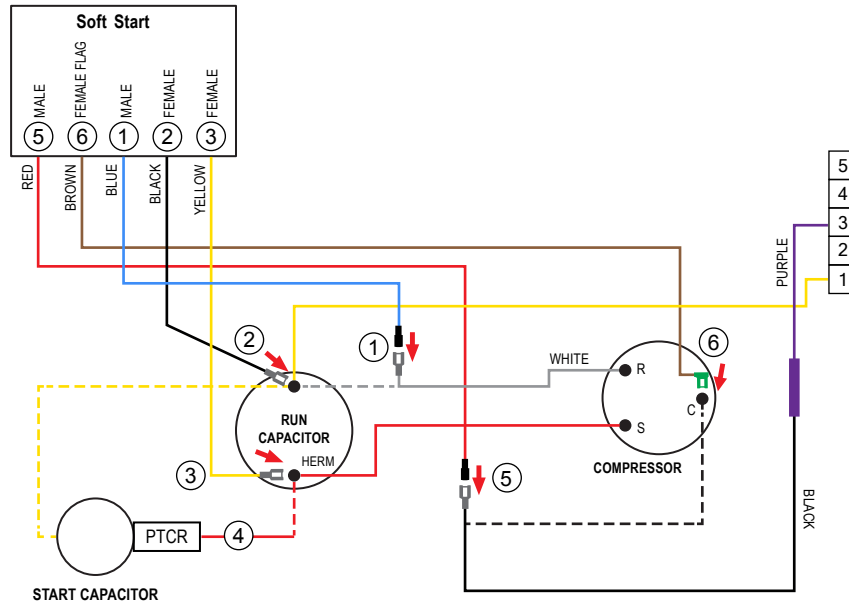 Soft Start
MALE
FEMALE FLAG
MALE
FEMALE
FEMALE
5
6
1
2
3
RED
BROWN
BLUE
BLACK
YELLOW
5
4
3
2
1
PURPLE
2
1
WHITE
6
R
C
S
RUN
CAPACITOR
HERM
COMPRESSOR
3
5
BLACK
PTCR
4
START CAPACITOR